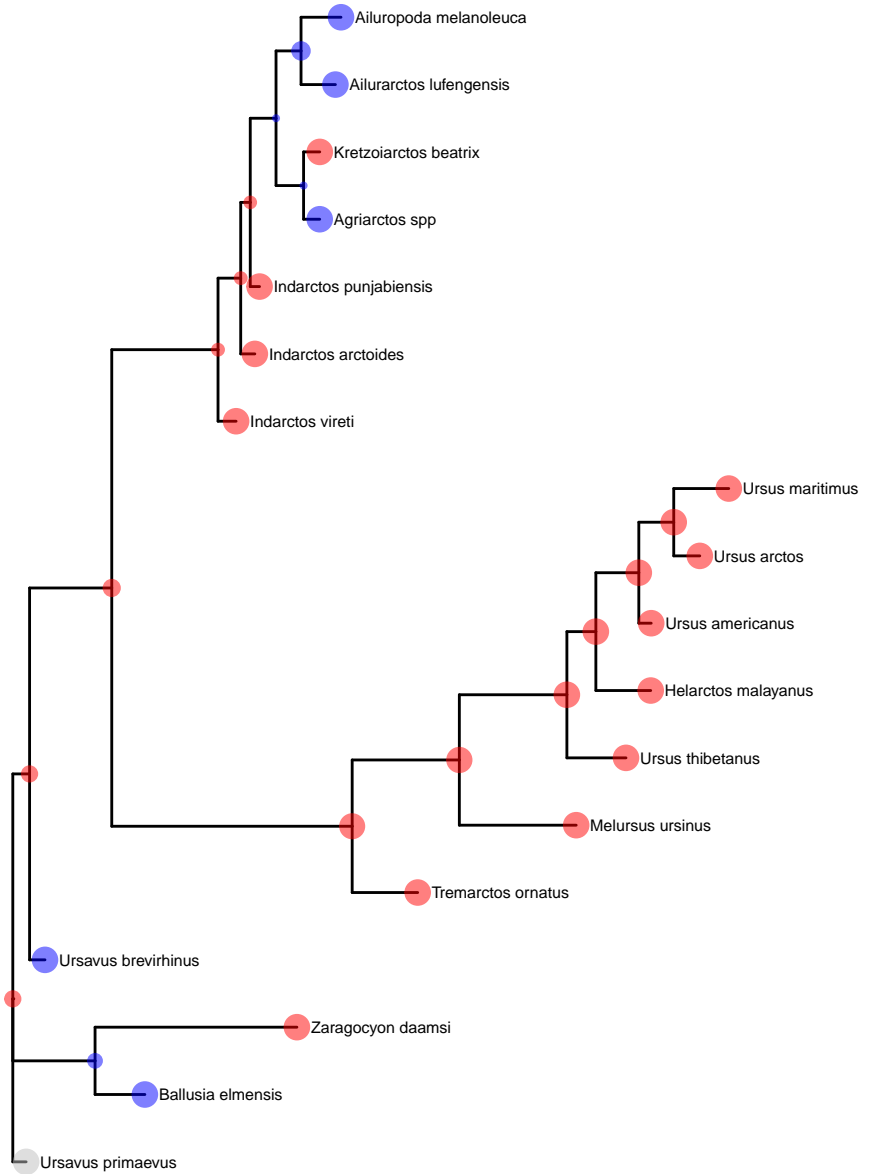 Ailuropoda melanoleuca
Ailurarctos lufengensis
Kretzoiarctos beatrix
Agriarctos spp
Indarctos punjabiensis
Indarctos arctoides
Indarctos vireti
Ursus maritimus
Ursus arctos
Ursus americanus
Helarctos malayanus
Ursus thibetanus
Melursus ursinus
Tremarctos ornatus
Ursavus brevirhinus
Zaragocyon daamsi
Ballusia elmensis
Ursavus primaevus